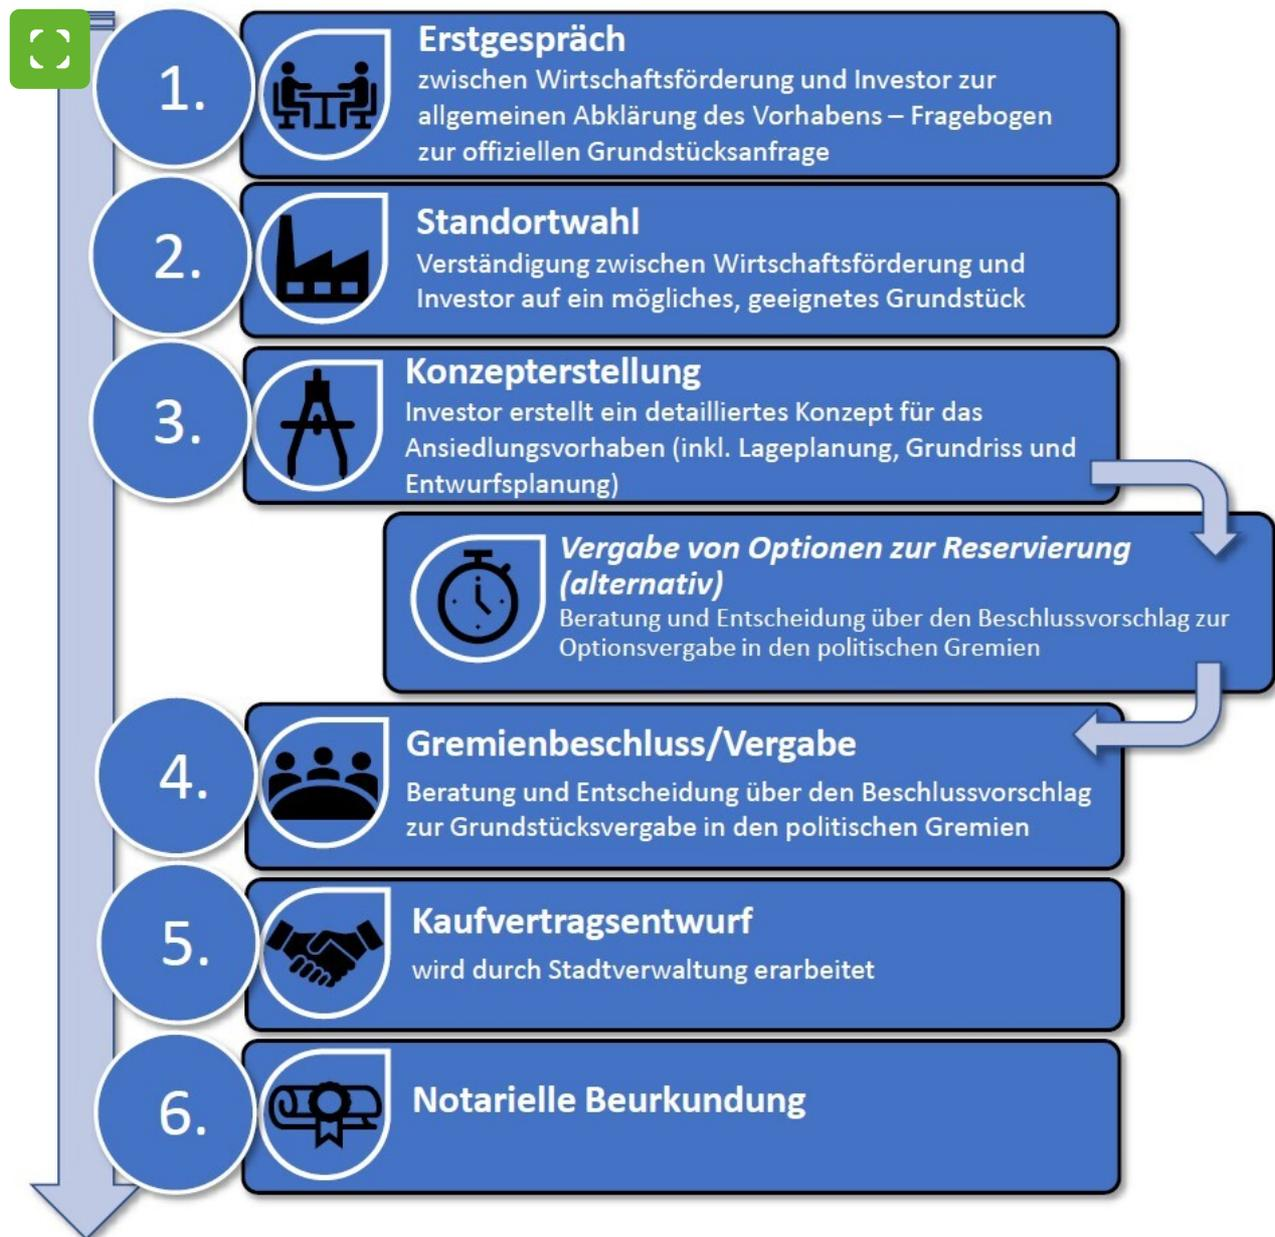 1.
Erstgespräch
zwischen Wirtschaftsförderung und Investor zur
allgemeinen Abklärung des Vorhabens – Fragebogen
zur offiziellen Grundstücksanfrage
2.
Standortwahl
Verständigung zwischen Wirtschaftsförderung und
Investor auf ein mögliches, geeignetes Grundstück
3.
Konzepterstellung
Investor erstellt ein detailliertes Konzept für das
Ansiedlungsvorhaben (inkl. Lageplanung, Grundriss und
Entwurfsplanung)
Vergabe von Optionen zur Reservierung
(alternativ)
Beratung und Entscheidung über den Beschlussvorschlag zur
Optionsvergabe in den politischen Gremien
4.
Gremienbeschluss/Vergabe
Beratung und Entscheidung über den Beschlussvorschlag
zur Grundstücksvergabe in den politischen Gremien
5.
Kaufvertragsentwurf
wird durch Stadtverwaltung erarbeitet
6.
Notarielle Beurkundung